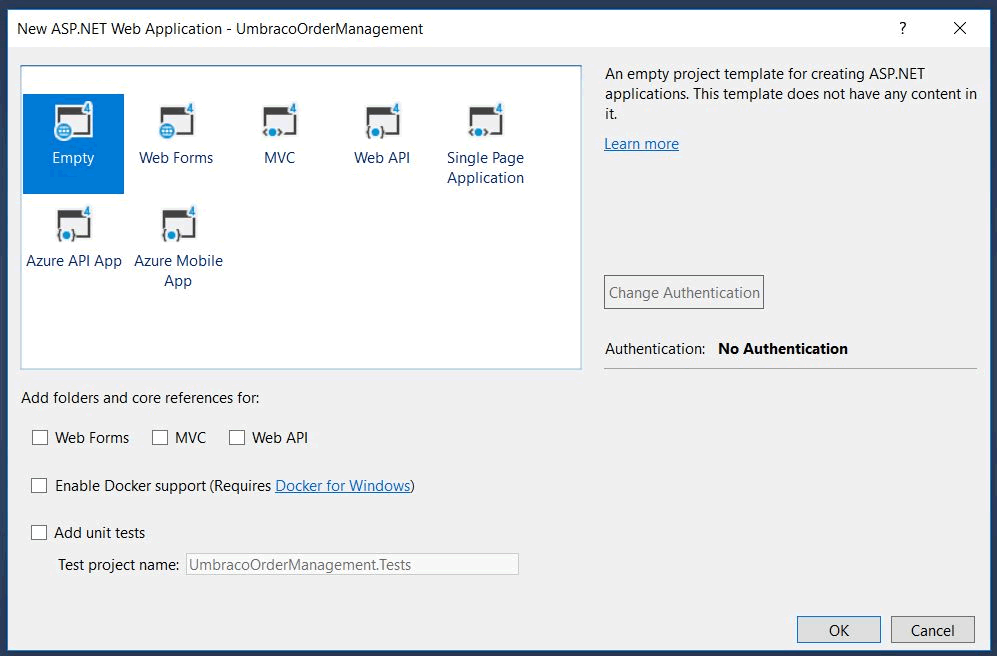 New ASP.NET Web Application - UmbracoOrderManagement
?
Empty
Web Forms
MVC
Web API
Single Page
Application
Azure API App
Azure Mobile
App
An empty project template for creating ASP.NET
applications. This template does not have any content in
it.
Learn more
Change Authentication
Authentication: No Authentication
Add folders and core references for:
Web Forms MVC Web API
Enable Docker support (Requires Docker for Windows)
Add unit tests
Test project name: UmbracoOrderManagement.Tests
OK Cancel